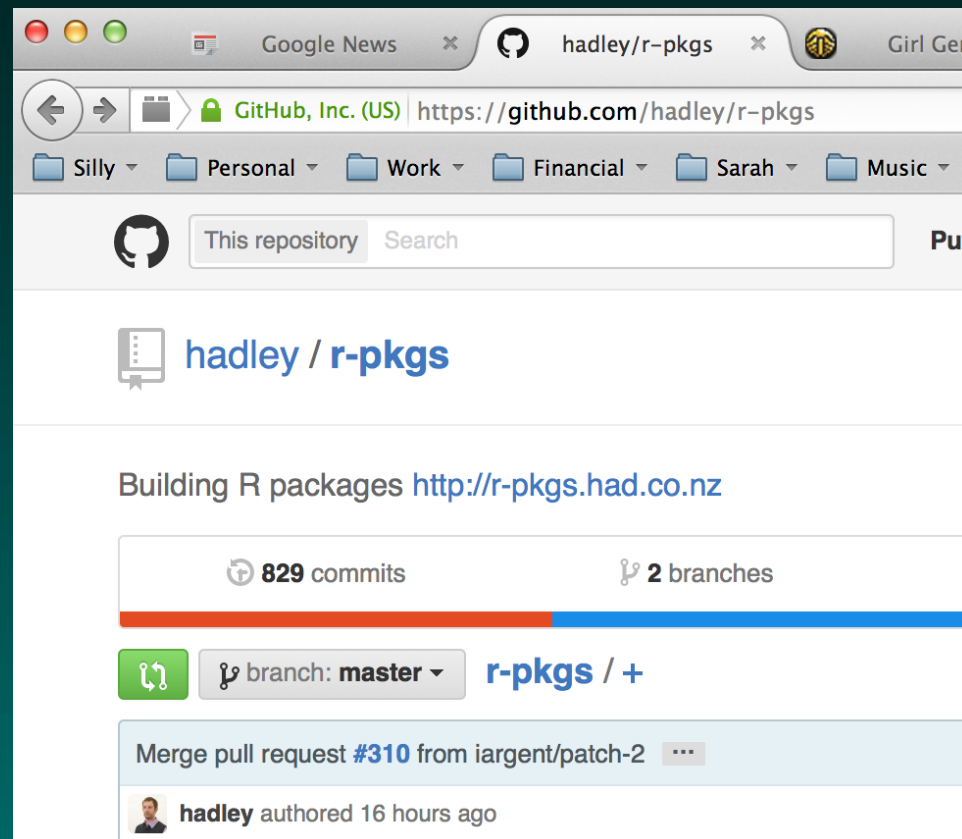 Google News hadley/r-pkgs Girl Ge
GitHub, Inc. (US) https://github.com/hadley/r-pkgs
Silly Personal Work Financial Sarah Music
This repository Search Pu
hadley / r-pkgs
Building R packages http://r-pkgs.had.co.nz
829 commits 2 branches
branch: master r-pkgs / +
Merge pull request #310 from iargent/patch-2 ...
hadley authored 16 hours ago